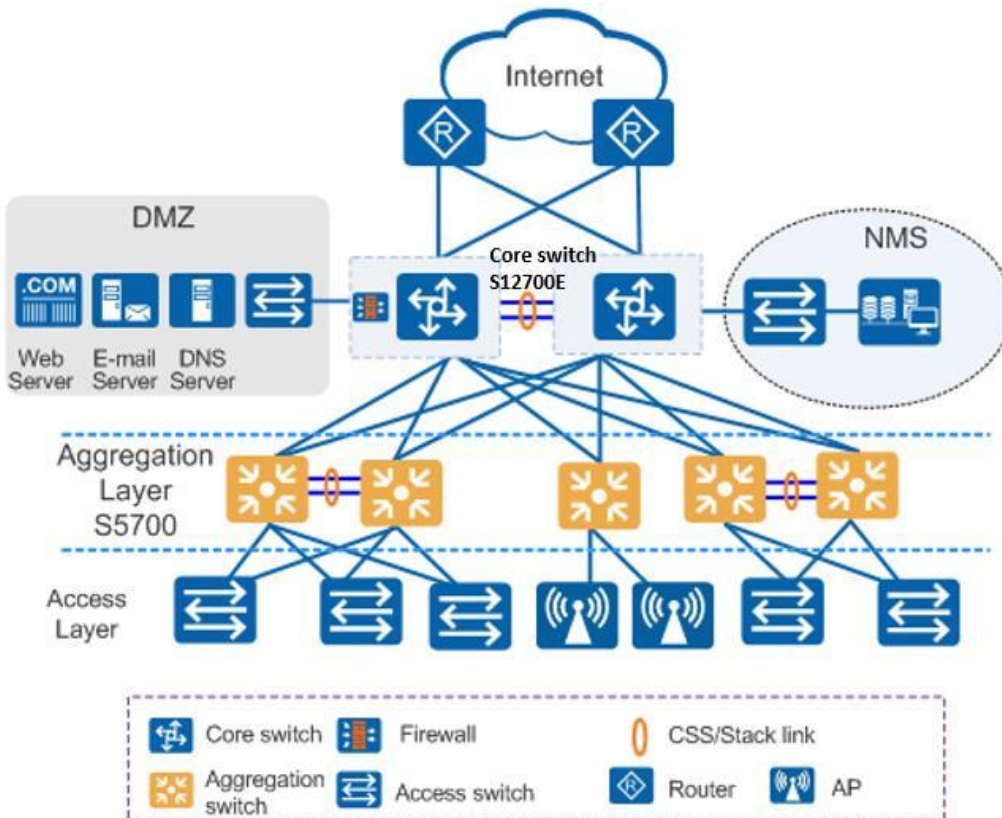 Internet
R
R
DMZ
.COM
Web
Server
E-mail
Server
DNS
Server
Core switch
S12700E
NMS
Aggregation
Layer
S5700
Access
Layer
Core switch
Firewall
CSS/Stack link
Aggregation
switch
Access switch
R
Router
AP